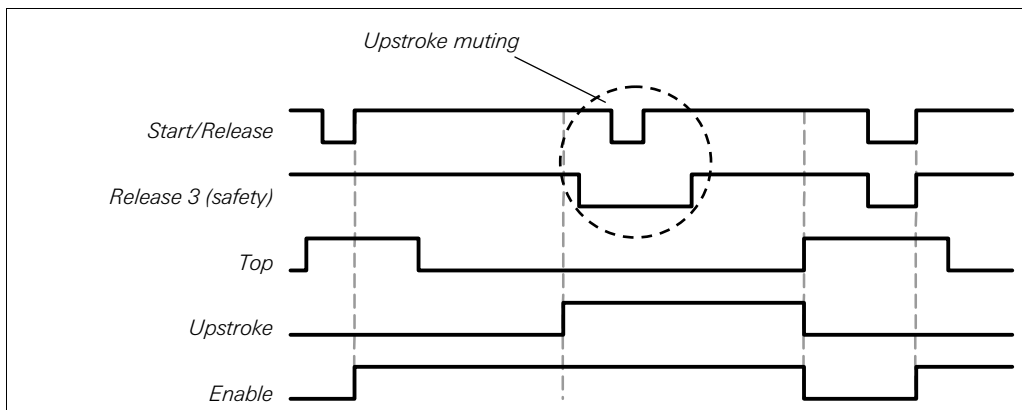 Upstroke muting
Start/Release
Release 3 (safety)
Top
Upstroke
Enable